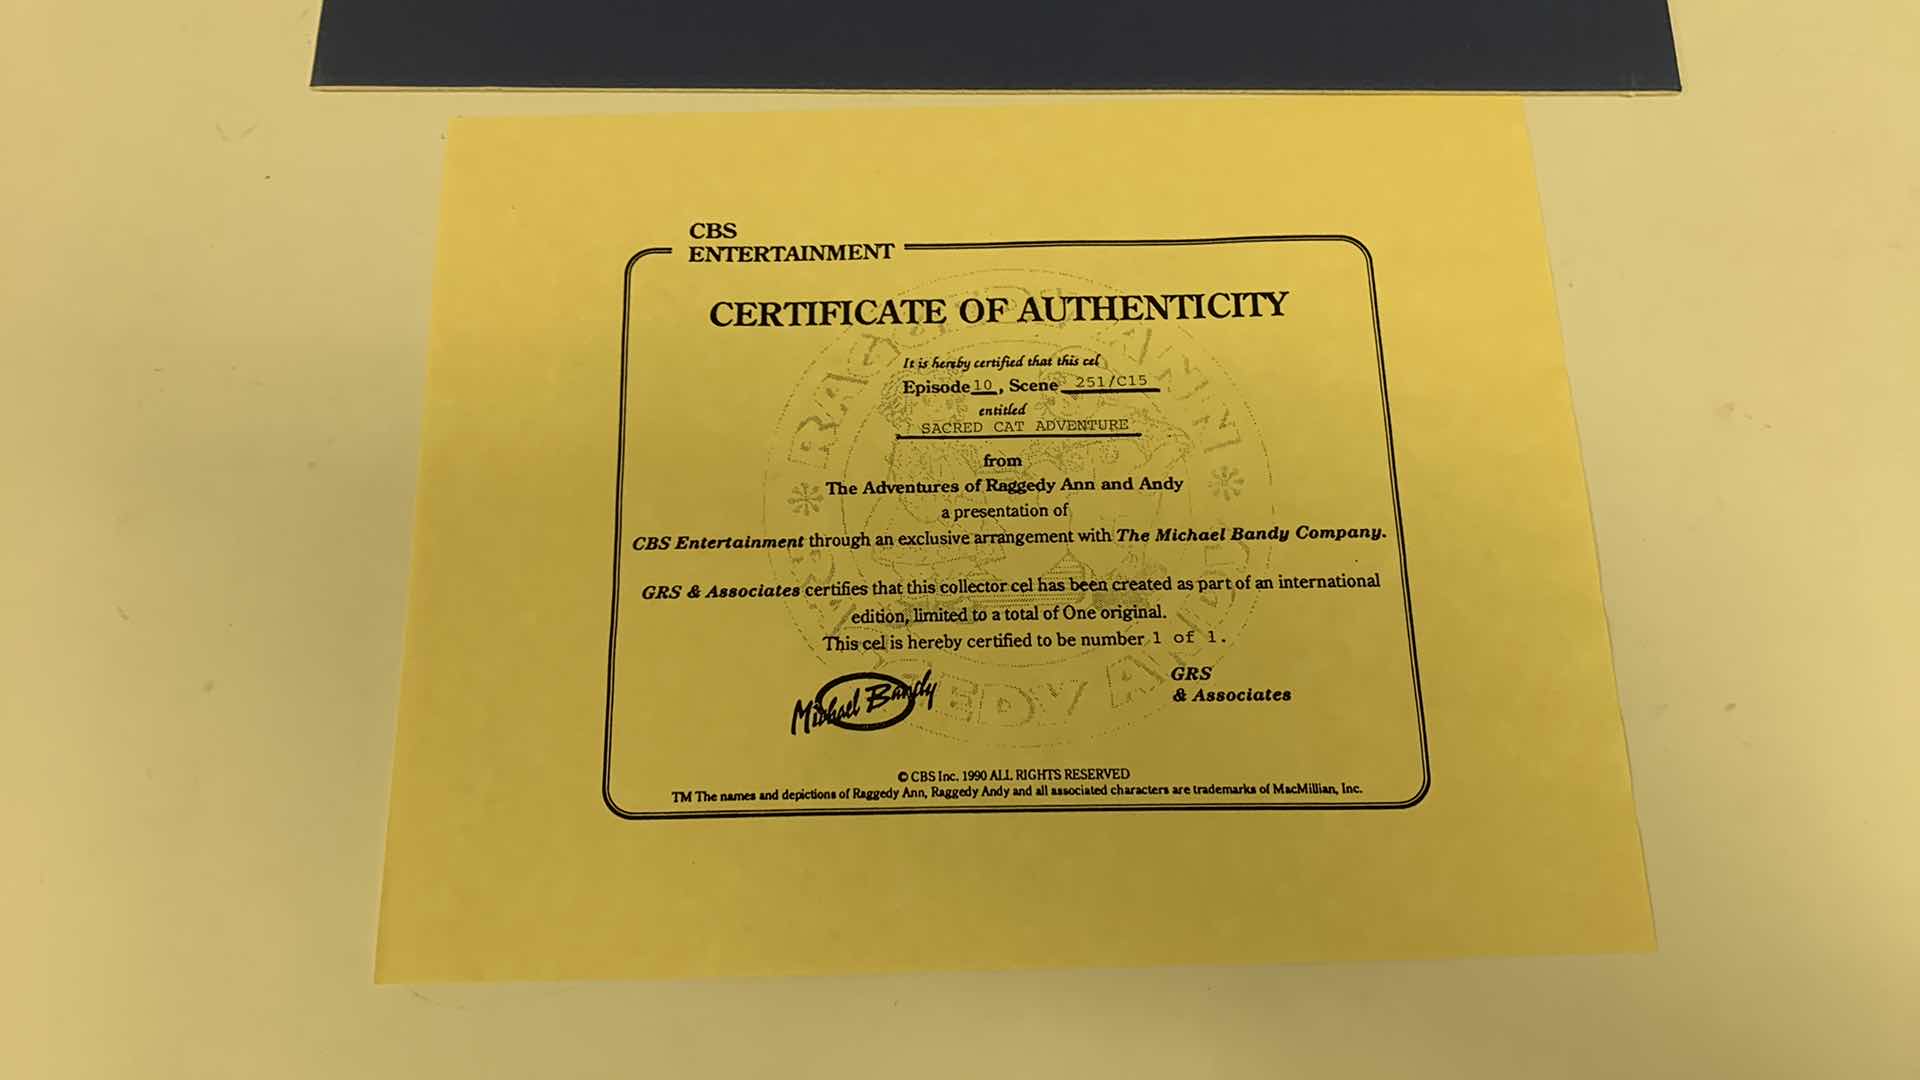 CBS
ENTERTAINMENT
CERTIFICATE OF AUTHENTICITY
It is hereby certified that this cel
Episode 10, Scene 251/C15
entitled
SACRED CAT ADVENTURE
from
The Adventures of Raggedy Ann and Andy
a presentation of
CBS Entertainment through an exclusive arrangement with The Michael Bandy Company.
GRS & Associates certifies that this collector cel has been created as part of an international
edition, limited to a total of One original.
This cel is hereby certified to be number 1 of 1.
Michael Bandy
GRS
& Associates
© CBS Inc. 1990 ALL RIGHTS RESERVED
TM The names and depictions of Raggedy Ann, Raggedy Andy and all associated characters are trademarks of MacMillian, Inc.